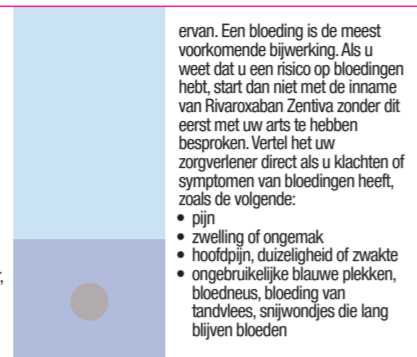 ervan. Een bloeding is de meest
voorkomende bijwerking. Als u
weet dat u een risico op bloedingen
hebt, start dan niet met de inname
van Rivaroxaban Zentiva zonder dit
eerst met uw arts te hebben
besproken. Vertel het uw
zorgverlener direct als u klachten of
symptomen van bloedingen heeft,
zoals de volgende:
• pijn
• zwelling of ongemak
• hoofdpijn, duizeligheid of zwakte
• ongebruikelijke blauwe plekken,
bloedneus, bloeding van
tandvlees, snijwondjes die lang
blijven bloeden